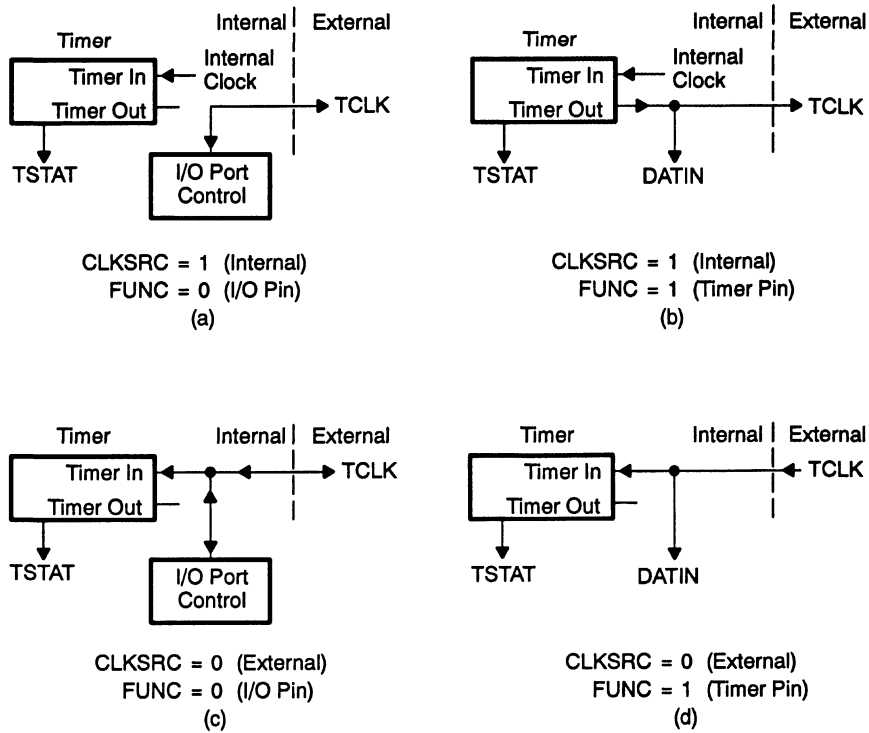 Internal External
Timer
Timer In
Internal
Clock
Timer Out
TCLK
TSTAT
I/O Port
Control
CLKSRC = 1 (Internal)
FUNC = 0 (I/O Pin)
(a)
Internal External
Timer
Timer In
Internal
Clock
Timer Out
TCLK
TSTAT
DATIN
CLKSRC = 1 (Internal)
FUNC = 1 (Timer Pin)
(b)
Timer
Internal External
Timer In
TCLK
Timer Out
TSTAT
I/O Port
Control
CLKSRC = 0 (External)
FUNC = 0 (I/O Pin)
(c)
Timer
Internal External
Timer In
TCLK
Timer Out
TSTAT
DATIN
CLKSRC = 0 (External)
FUNC = 1 (Timer Pin)
(d)